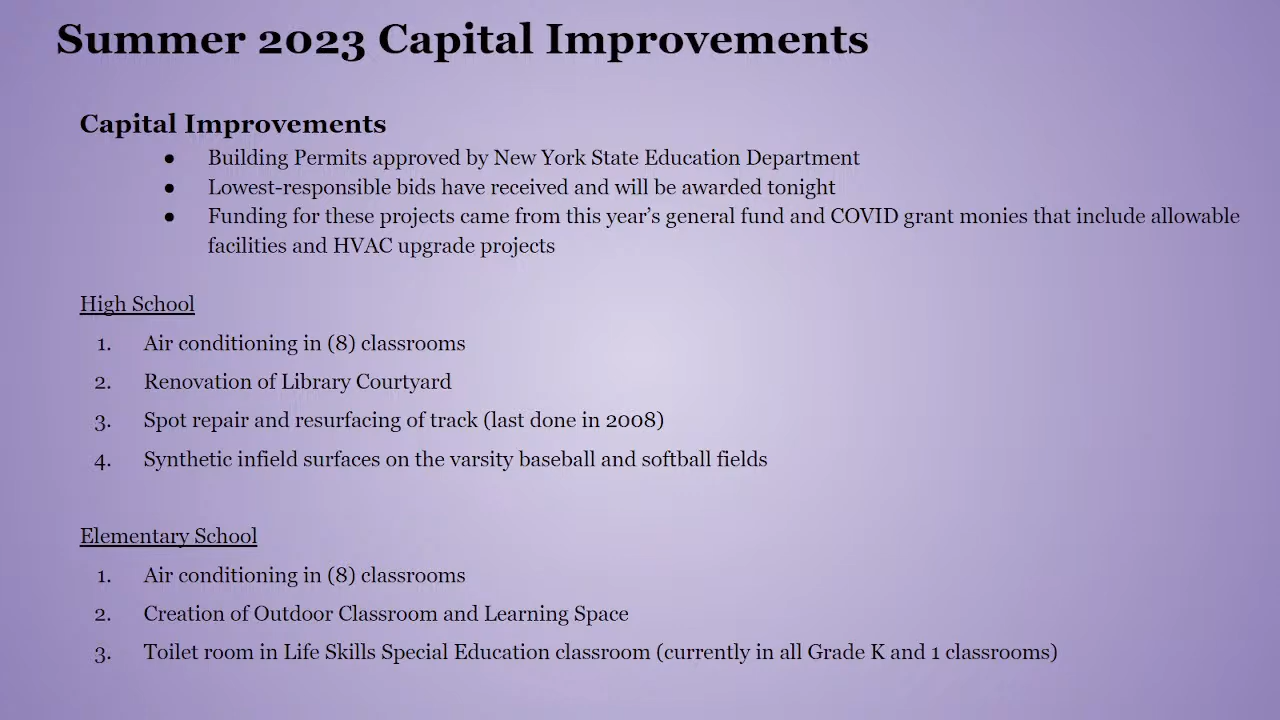 Summer 2023 Capital Improvements
Capital Improvements
● Building Permits approved by New York State Education Department
● Lowest-responsible bids have received and will be awarded tonight
● Funding for these projects came from this year’s general fund and COVID grant monies that include allowable
facilities and HVAC upgrade projects
High School
1. Air conditioning in (8) classrooms
2. Renovation of Library Courtyard
3. Spot repair and resurfacing of track (last done in 2008)
4. Synthetic infield surfaces on the varsity baseball and softball fields
Elementary School
1. Air conditioning in (8) classrooms
2. Creation of Outdoor Classroom and Learning Space
3. Toilet room in Life Skills Special Education classroom (currently in all Grade K and 1 classrooms)